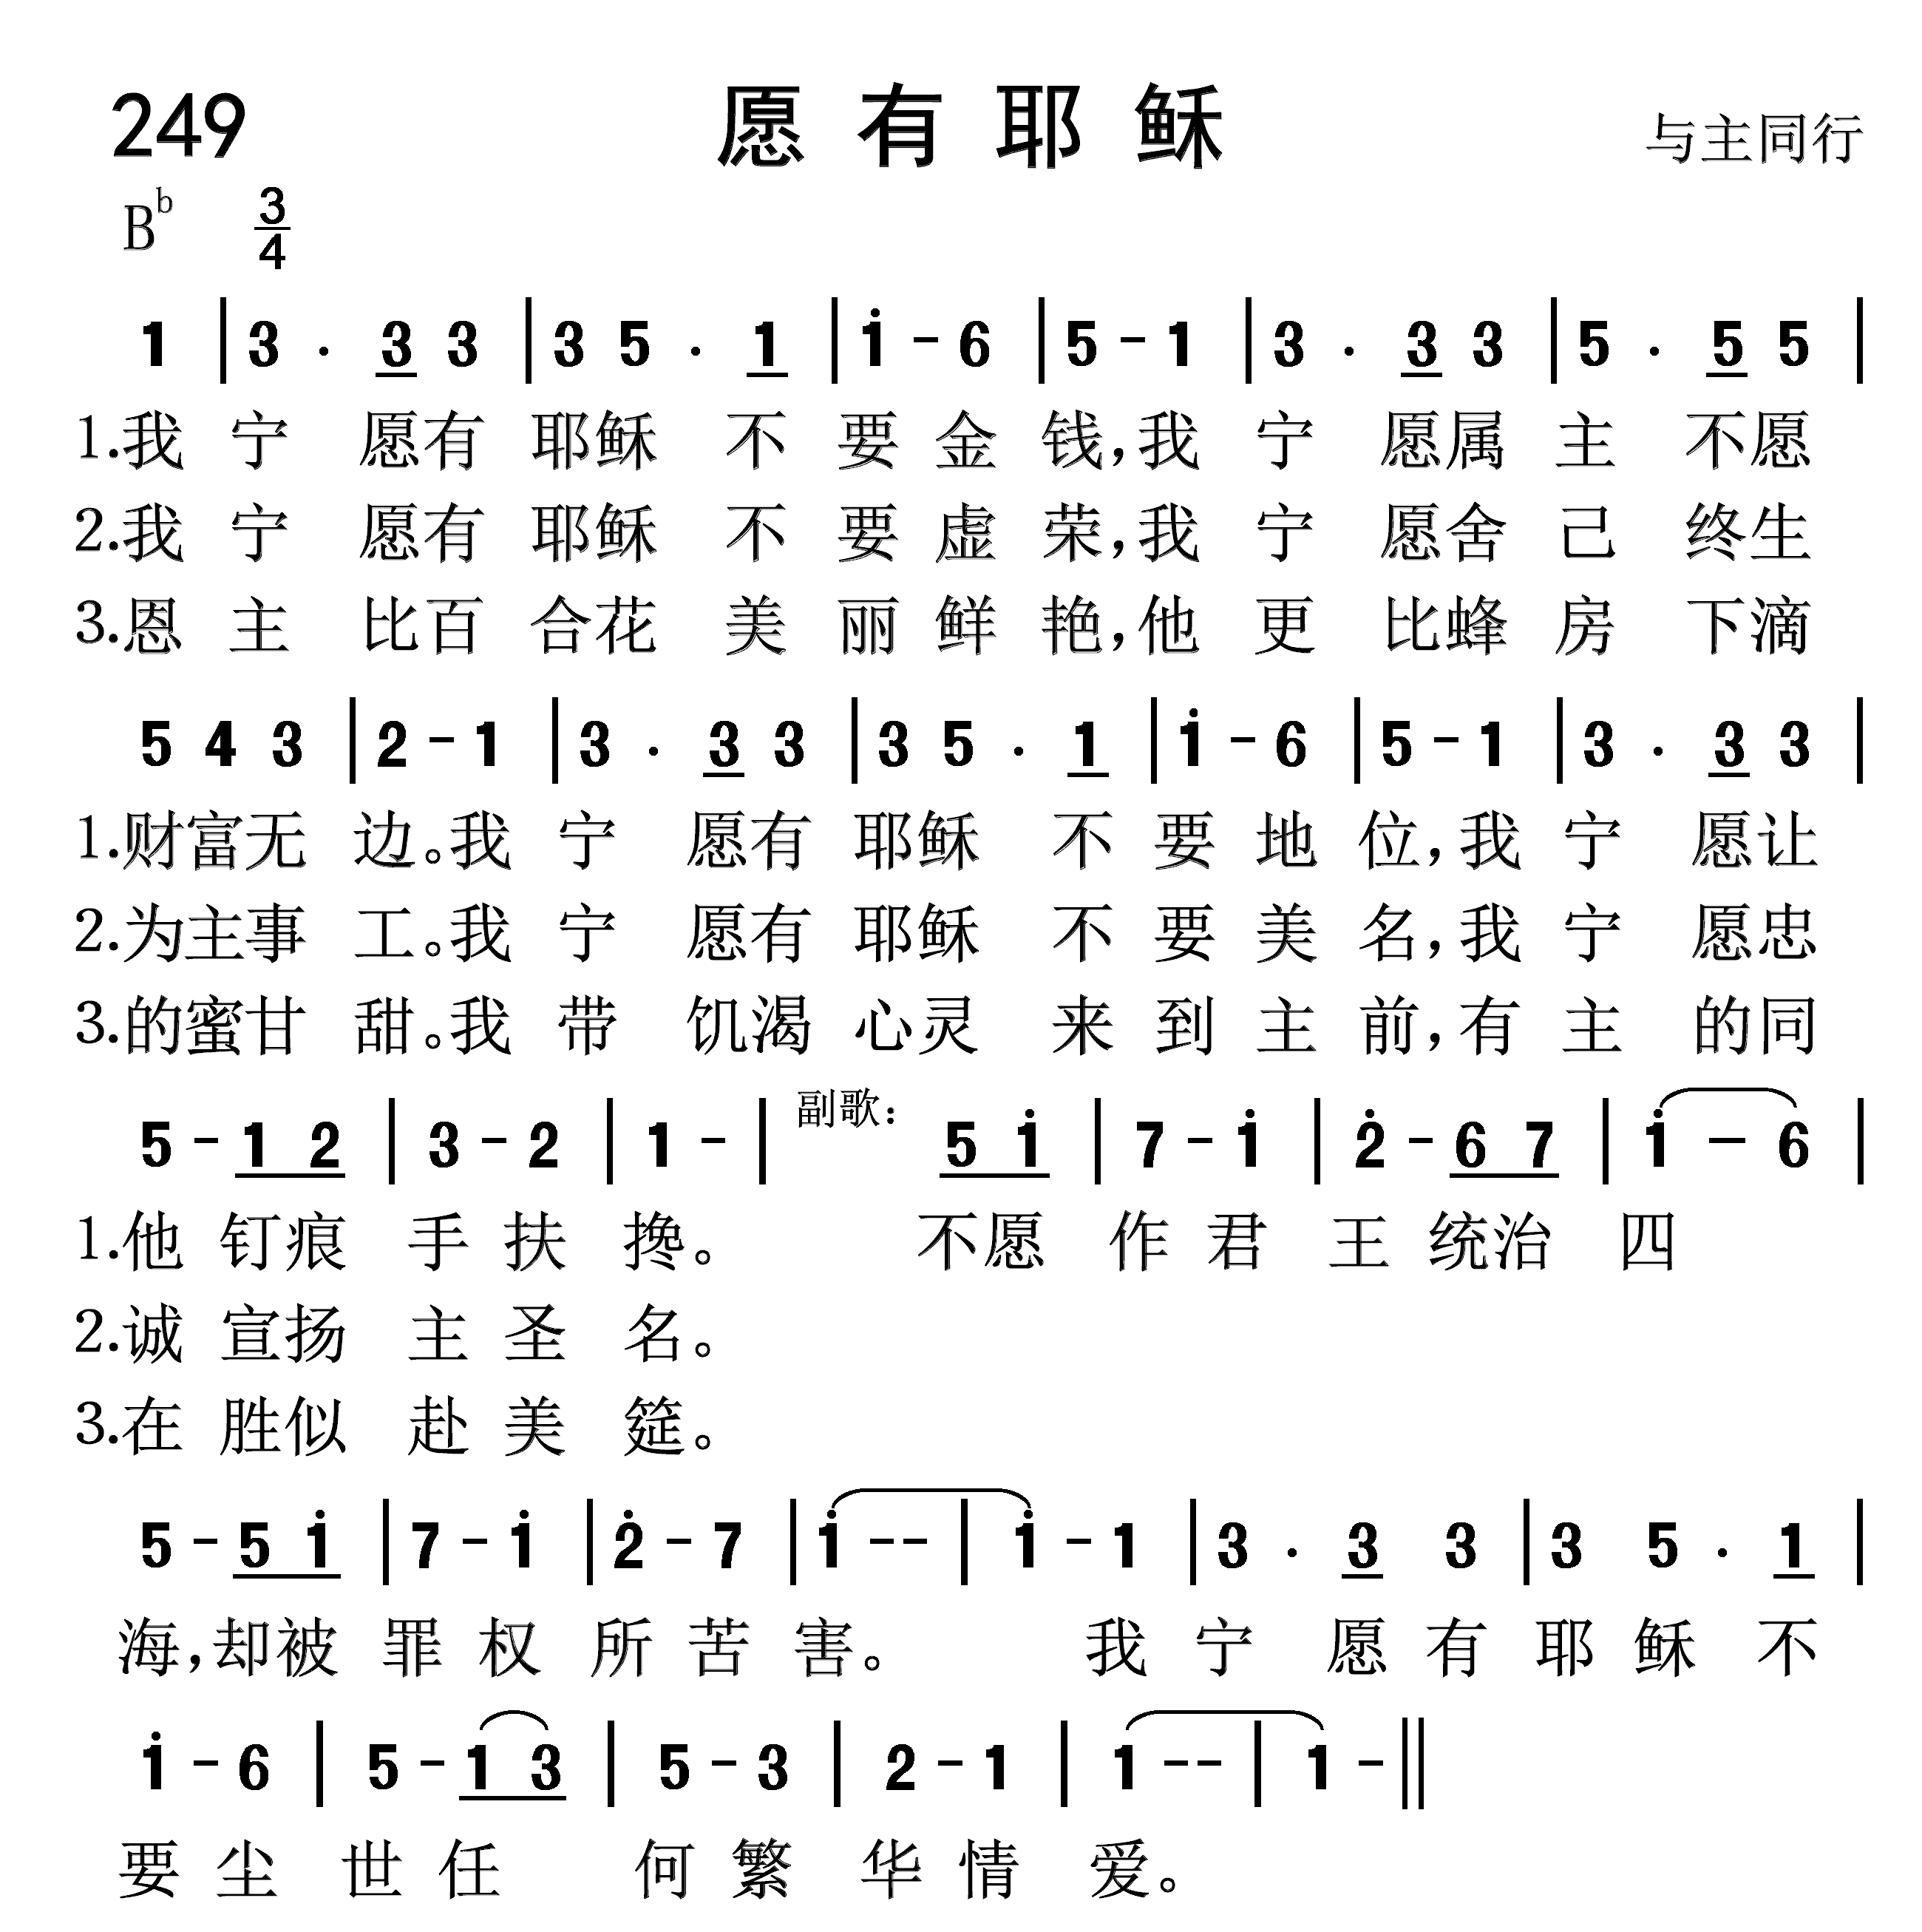 249 愿有耶稣 与主同行
B♭ 3/4
1 | 3 . 3 3 | 3 5 . 1 | i - 6 | 5 - 1 | 3 . 3 3 | 5 . 5 5 |
1.我宁愿有耶稣不要金钱,我宁愿属主不愿
2.我宁愿有耶稣不要虚荣,我宁愿舍己终生
3.恩主比百合花美丽鲜艳,他更比蜂房下滴
5 4 3 | 2 - 1 | 3 . 3 3 | 3 5 . 1 | i - 6 | 5 - 1 | 3 . 3 3 |
1.财富无边。我宁愿有耶稣不要地位,我宁愿让
2.为主事工。我宁愿有耶稣不要美名,我宁愿忠
3.的蜜甘甜。我带饥渴心灵来到主前,有主的同
5 - 1 2 | 3 - 2 | 1 - | 副歌: 5 i | 7 - i | 2̇ - 6 7 | i - 6 |
1.他钉痕手扶搀。 不愿作君王统治四
2.诚宣扬主圣名。
3.在胜似赴美筵。
5 - 5 i | 7 - i | 2̇ - 7 | i - - | i - 1 | 3 . 3 3 | 3 5 . 1 |
海,却被罪权所苦害。 我宁愿有耶稣不
i - 6 | 5 - 1 3 | 5 - 3 | 2 - 1 | 1 - - | 1 - ||
要尘世任何繁华情爱。